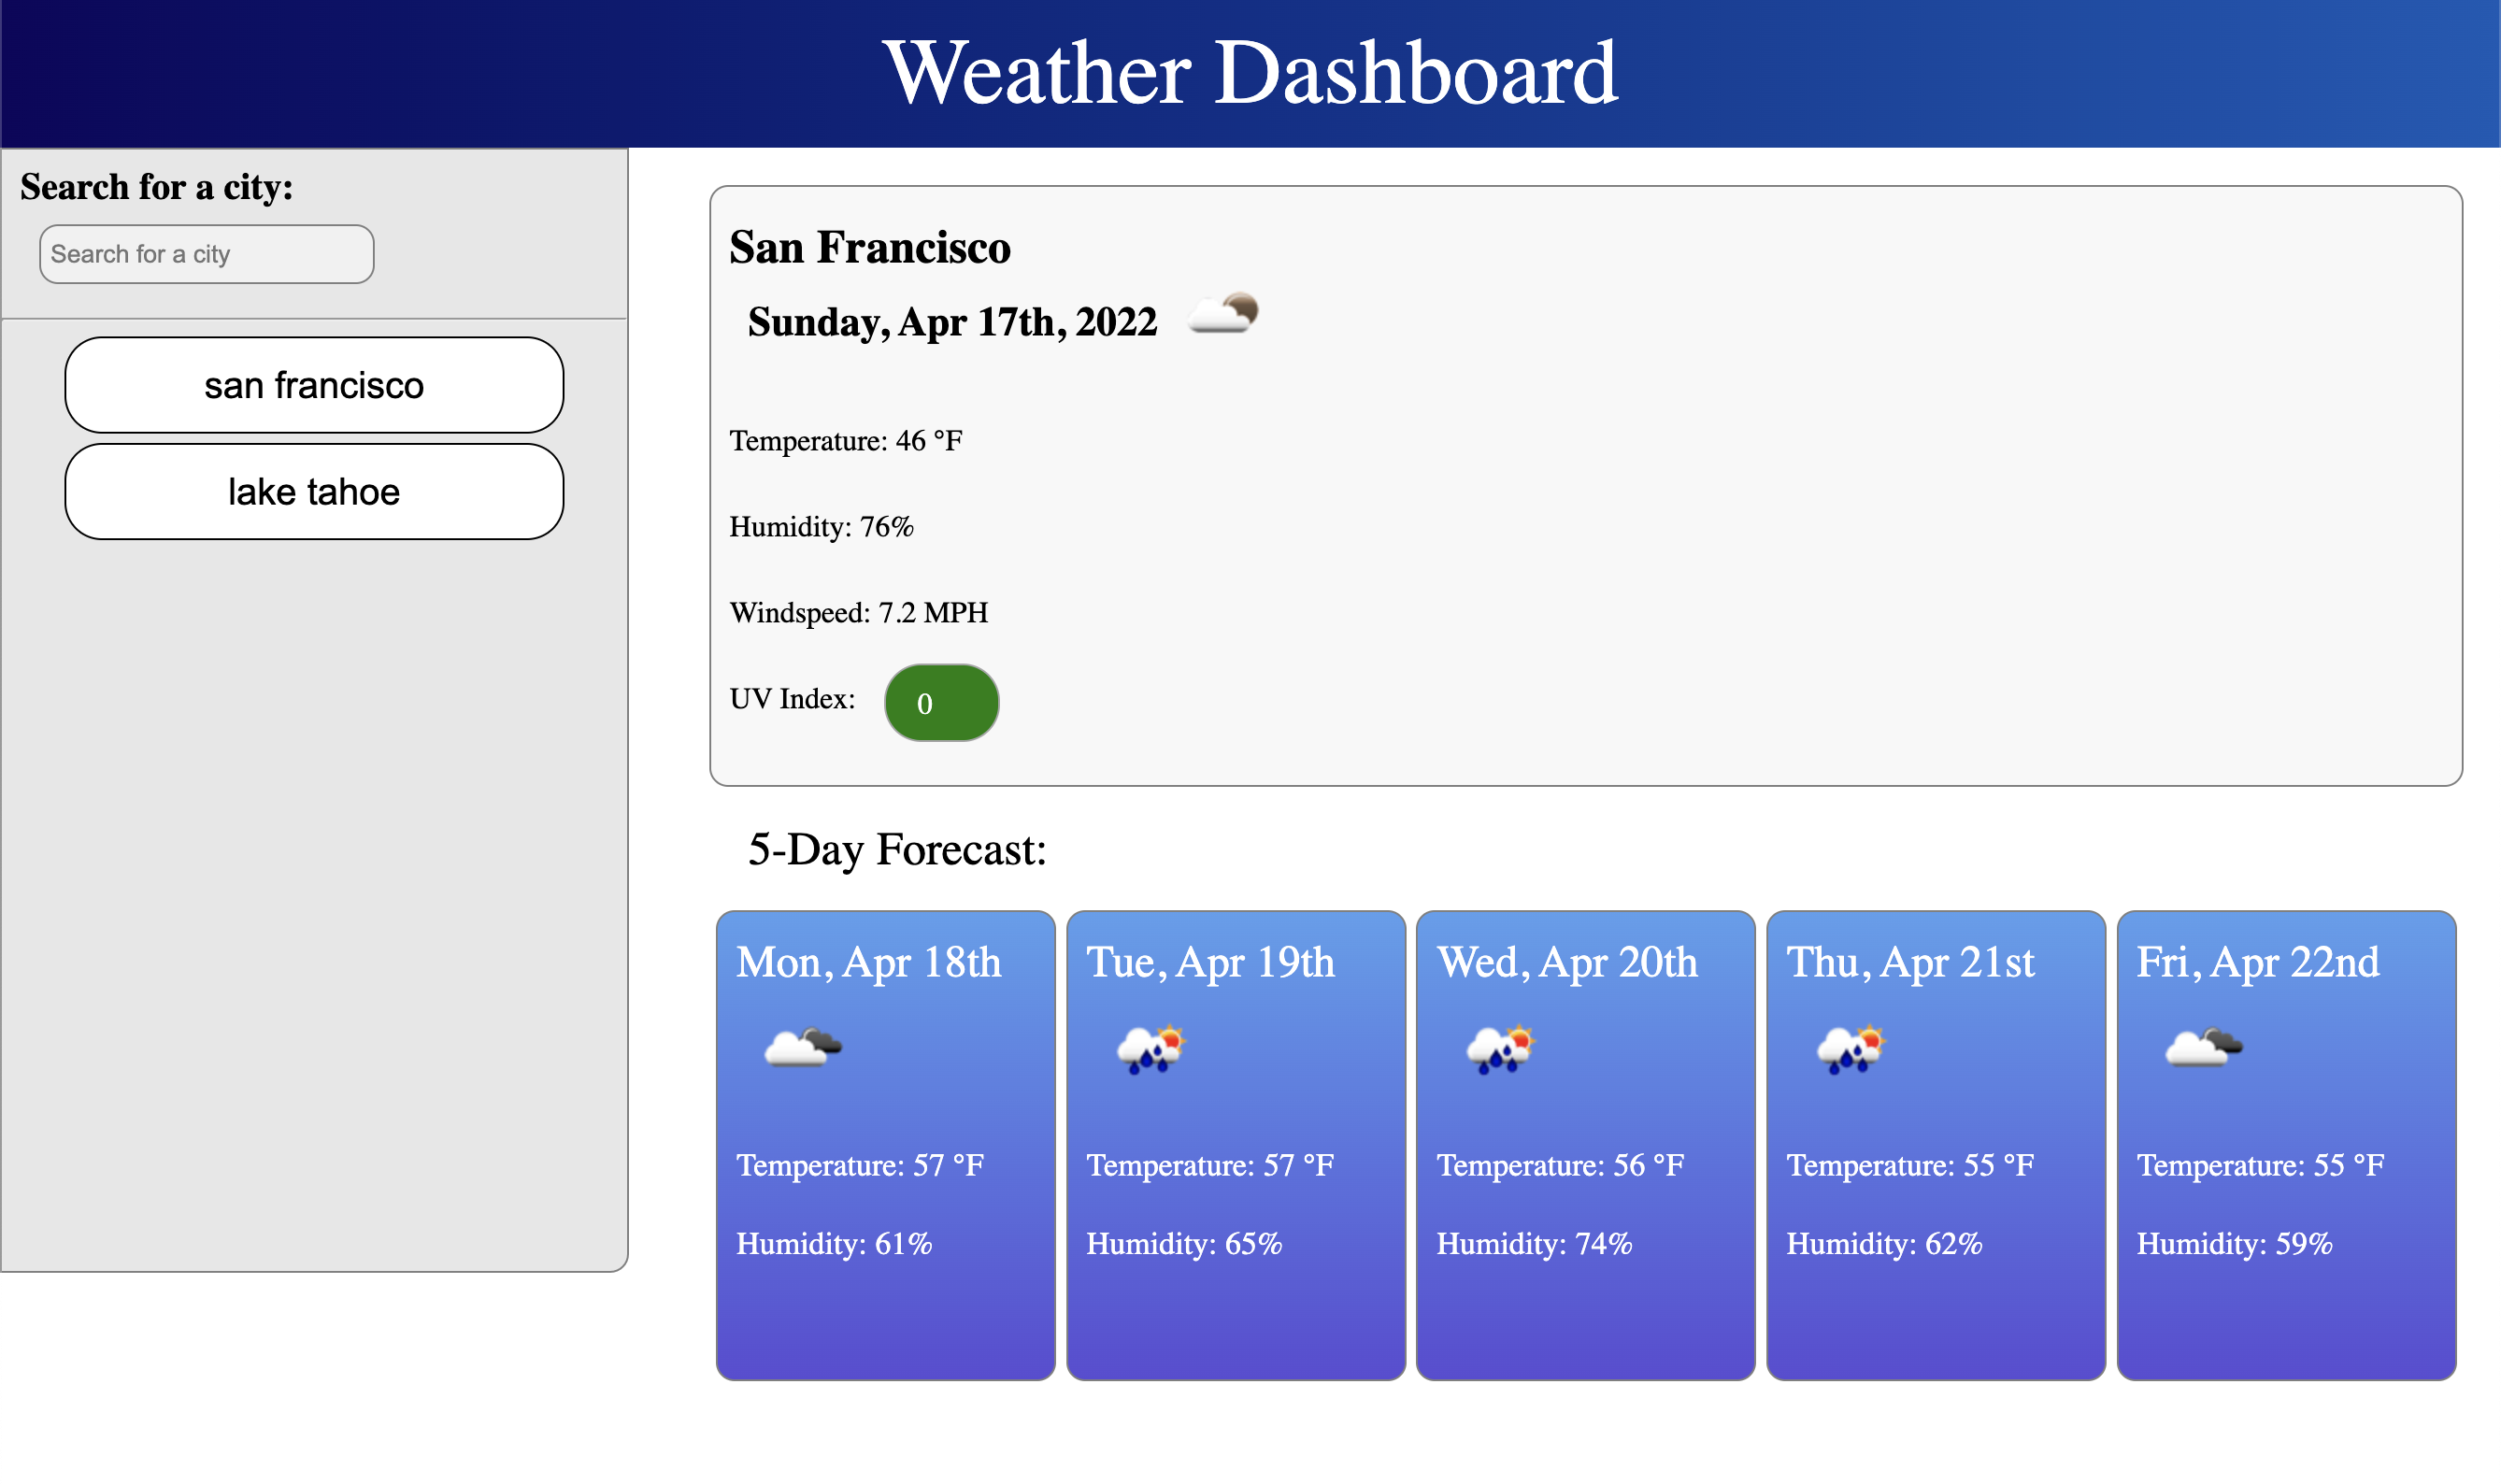 Weather Dashboard
Search for a city:
Search for a city
san francisco
lake tahoe
San Francisco
Sunday, Apr 17th, 2022
Temperature: 46 °F
Humidity: 76%
Windspeed: 7.2 MPH
UV Index: 0
5-Day Forecast:
Mon, Apr 18th
Temperature: 57 °F
Humidity: 61%
Tue, Apr 19th
Temperature: 57 °F
Humidity: 65%
Wed, Apr 20th
Temperature: 56 °F
Humidity: 74%
Thu, Apr 21st
Temperature: 55 °F
Humidity: 62%
Fri, Apr 22nd
Temperature: 55 °F
Humidity: 59%